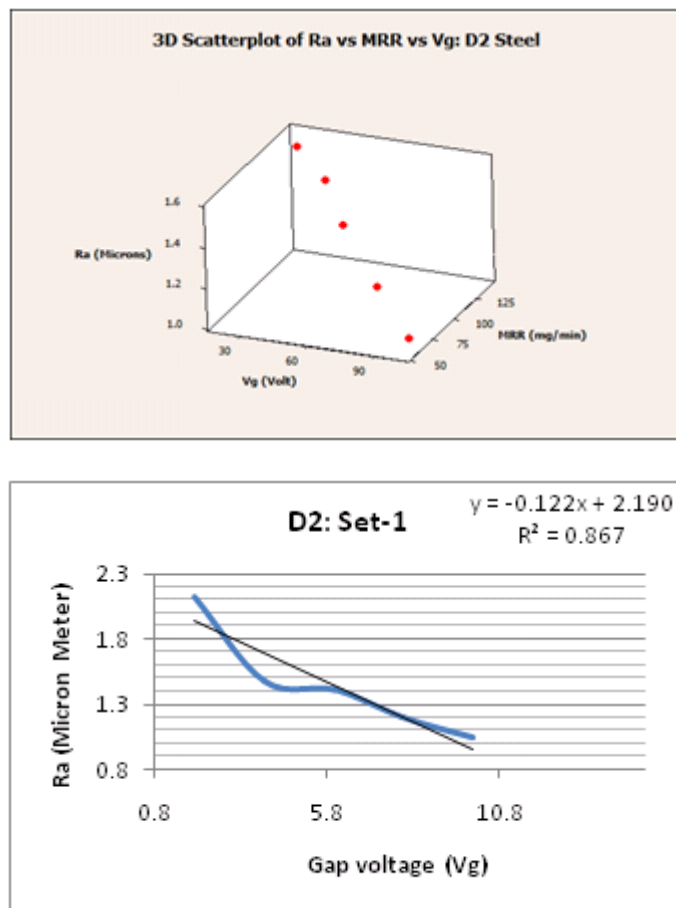 3D Scatterplot of Ra vs MRR vs Vg: D2 Steel
1.6
1.4
Ra (Microns)
1.2
1.0
30
60
90
Vg (Volt)
125
100
75
50
MRR (mg/min)
D2: Set-1
y = -0.122x + 2.190
R² = 0.867
2.3
1.8
1.3
0.8
Ra (Micron Meter)
0.8 5.8 10.8
Gap voltage (Vg)